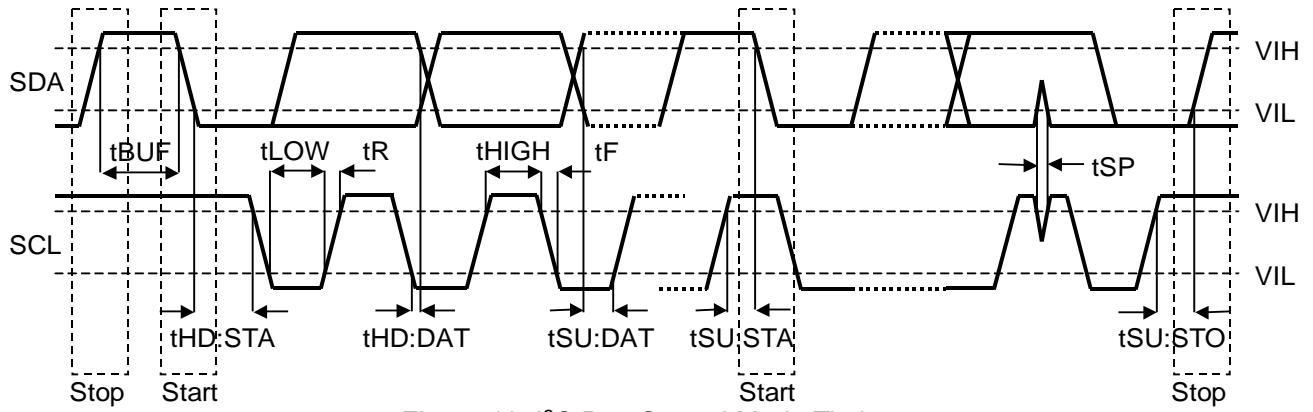 VIH
SDA
VIL
tBUF tLOW tR tHIGH tF tSP
VIH
SCL
VIL
tHD:STA tHD:DAT tSU:DAT tSU:STA tSU:STO
Stop Start Start Stop